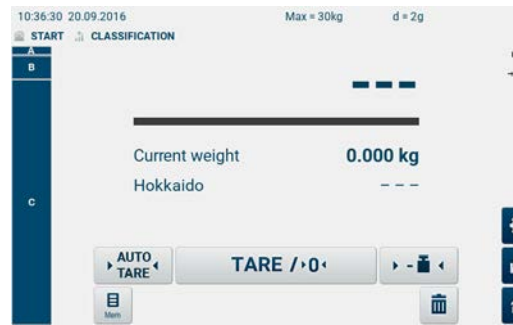 10:36:30 20.09.2016 Max = 30kg d = 2g
START CLASSIFICATION
A
B
– – –
Current weight 0.000 kg
Hokkaido – – –
C
AUTO TARE TARE / 0 -
Mem